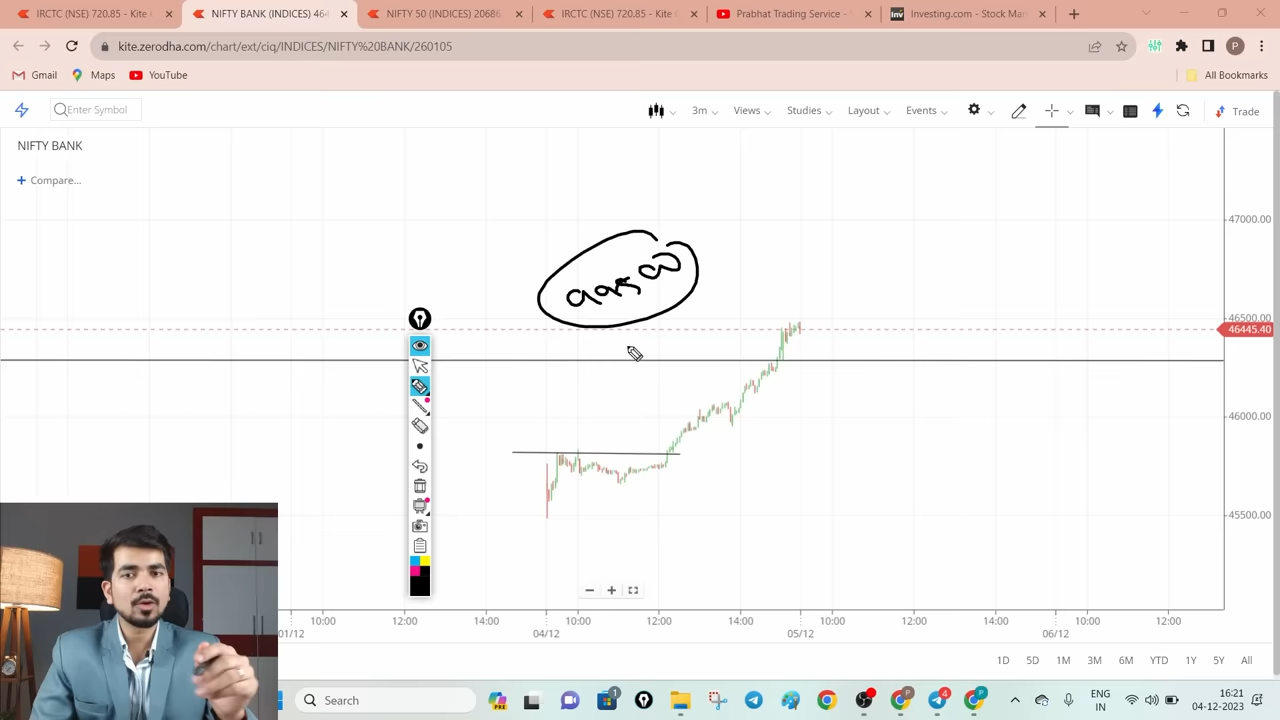 IRCTC (NSE) 720.85 - Kite
NIFTY BANK (INDICES) 464
NIFTY 50 (INDICES) 20686
IRCTC (NSE) 720.85 - Kite
Prabhat Trading Service -
Investing.com - Stock Mar
kite.zerodha.com/chart/ext/ciq/INDICES/NIFTY%20BANK/260105
P
Gmail
Maps
YouTube
All Bookmarks
Enter Symbol
3m
Views
Studies
Layout
Events
Trade
NIFTY BANK
+ Compare...
47000.00
46500.00
46445.40
46000.00
45500.00
01/12
10:00
12:00
14:00
04/12
10:00
12:00
14:00
05/12
10:00
12:00
14:00
06/12
10:00
12:00
1D
5D
1M
3M
6M
YTD
1Y
5Y
All
Search
ENG
IN
16:21
04-12-2023